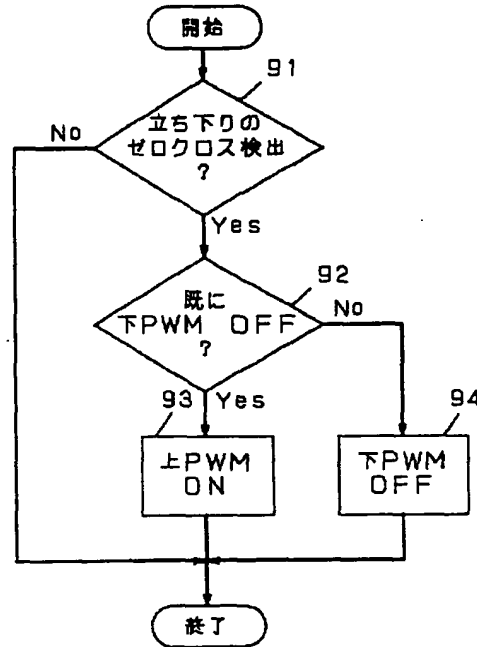 開始
91
立ち下りの
ゼロクロス検出
?
No
Yes
92
既に
下PWM OFF
?
No
Yes
93
上PWM
ON
94
下PWM
OFF
終了